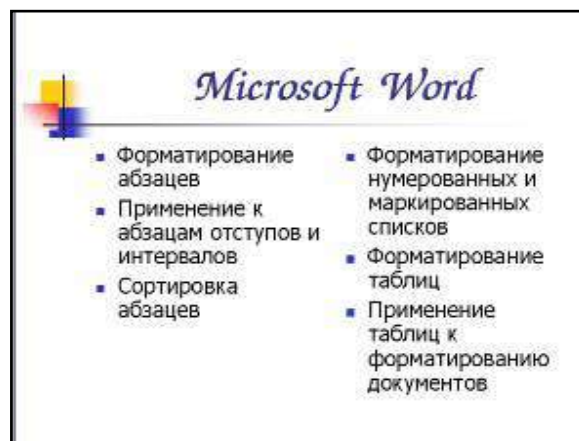 Microsoft Word
Форматирование
абзацев
Применение к
абзацам отступов и
интервалов
Сортировка
абзацев
Форматирование
нумерованных и
маркированных
списков
Форматирование
таблиц
Применение
таблиц к
форматированию
документов